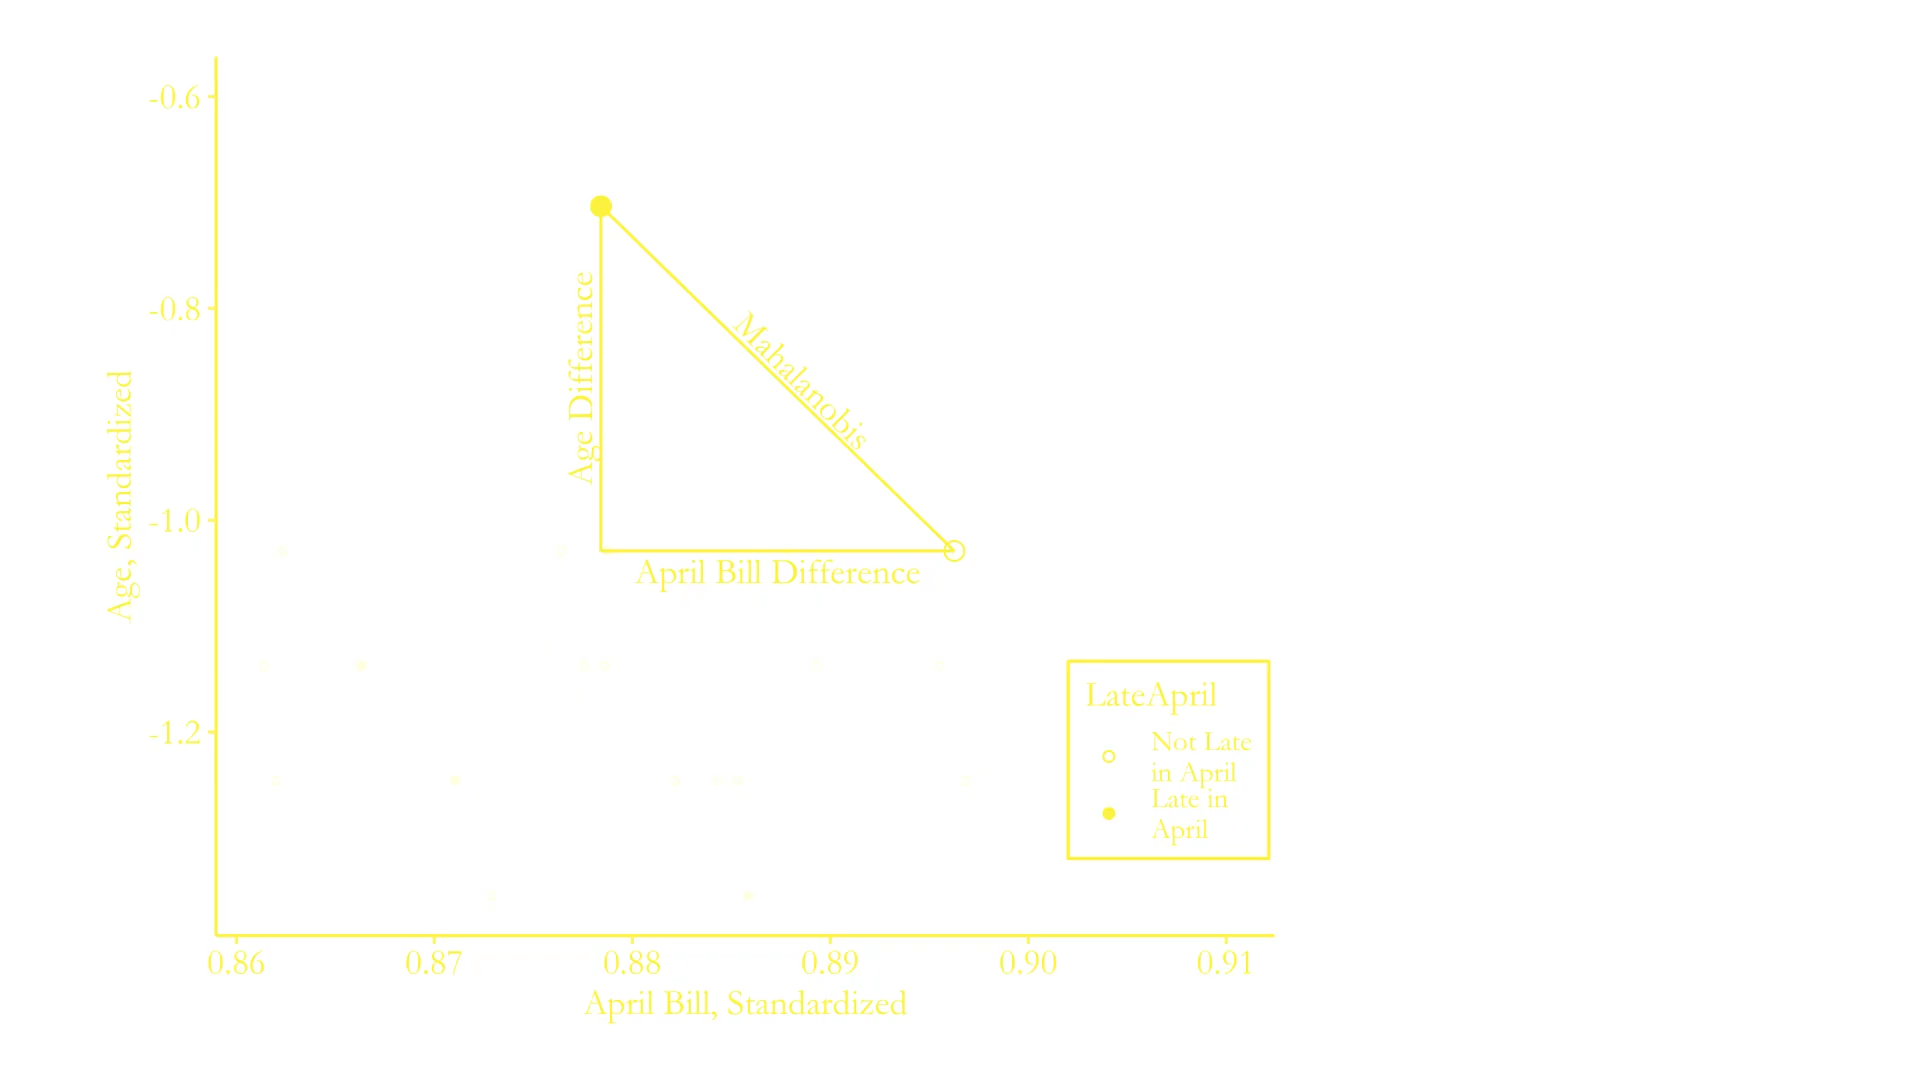 -0.6
-0.8
-1.0
-1.2
Age, Standardized
Age Difference
Mahalanobis
April Bill Difference
LateApril
Not Late
in April
Late in
April
0.86
0.87
0.88
0.89
0.90
0.91
April Bill, Standardized